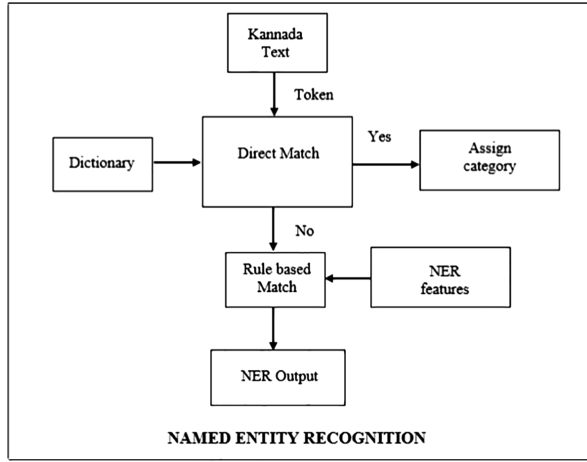 Kannada
Text
Token
Dictionary
Direct Match
Yes
Assign
category
No
Rule based
Match
NER
features
NER Output
NAMED ENTITY RECOGNITION